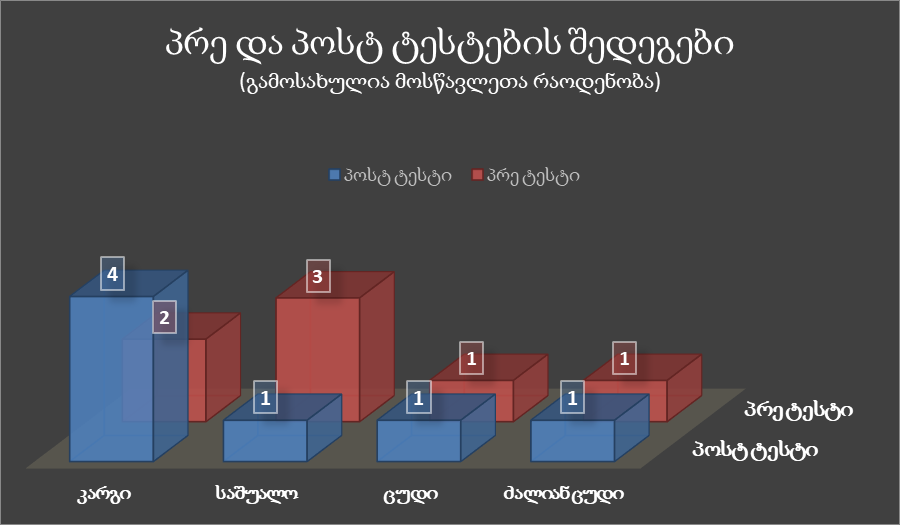 პრე და პოსტ ტესტების შედეგები
(გამოსახულია მოსწავლეთა რაოდენობა)
პოსტ ტესტი პრე ტესტი
4
3
2
1
1
1
1
1
პრე ტესტი
პოსტ ტესტი
კარგი საშუალო ცუდი ძალიან ცუდი